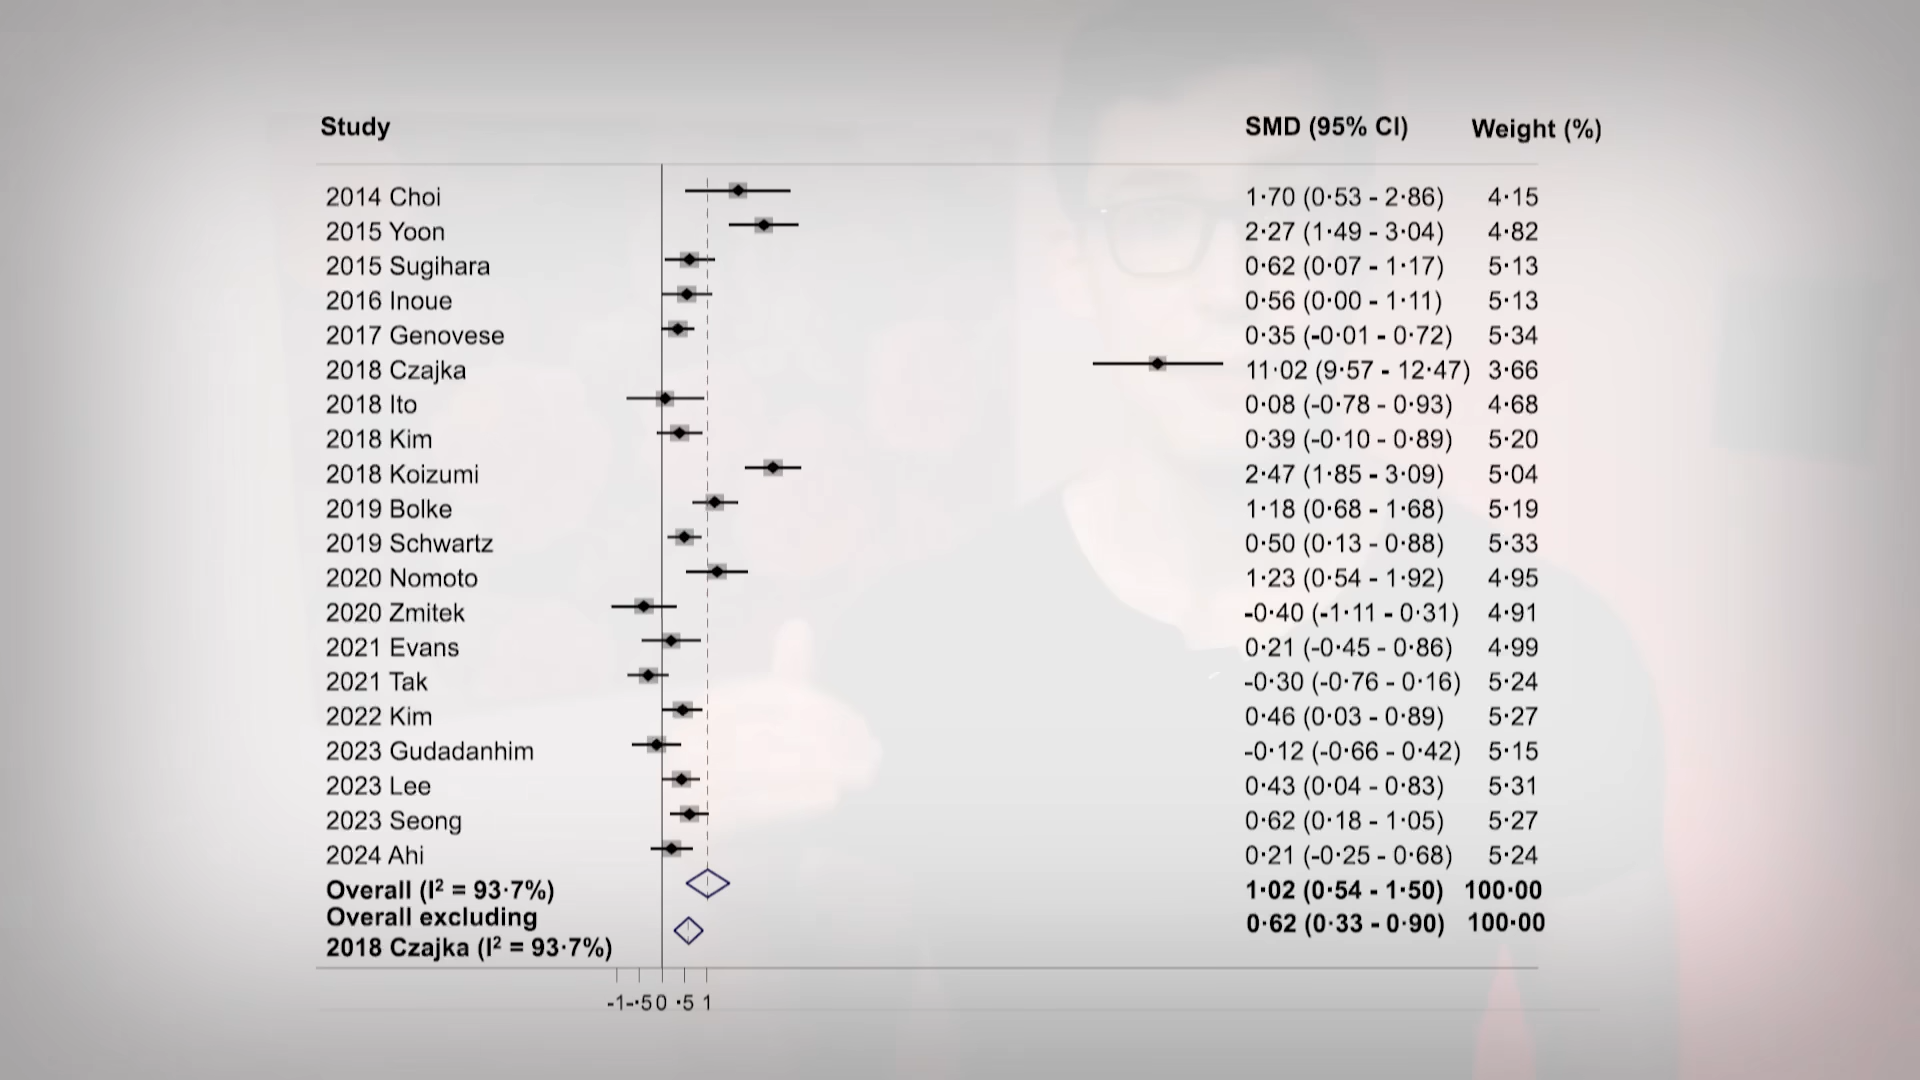 Study SMD (95% CI) Weight (%)
2014 Choi 1·70 (0·53 - 2·86) 4·15
2015 Yoon 2·27 (1·49 - 3·04) 4·82
2015 Sugihara 0·62 (0·07 - 1·17) 5·13
2016 Inoue 0·56 (0·00 - 1·11) 5·13
2017 Genovese 0·35 (-0·01 - 0·72) 5·34
2018 Czajka 11·02 (9·57 - 12·47) 3·66
2018 Ito 0·08 (-0·78 - 0·93) 4·68
2018 Kim 0·39 (-0·10 - 0·89) 5·20
2018 Koizumi 2·47 (1·85 - 3·09) 5·04
2019 Bolke 1·18 (0·68 - 1·68) 5·19
2019 Schwartz 0·50 (0·13 - 0·88) 5·33
2020 Nomoto 1·23 (0·54 - 1·92) 4·95
2020 Zmitek -0·40 (-1·11 - 0·31) 4·91
2021 Evans 0·21 (-0·45 - 0·86) 4·99
2021 Tak -0·30 (-0·76 - 0·16) 5·24
2022 Kim 0·46 (0·03 - 0·89) 5·27
2023 Gudadanhim -0·12 (-0·66 - 0·42) 5·15
2023 Lee 0·43 (0·04 - 0·83) 5·31
2023 Seong 0·62 (0·18 - 1·05) 5·27
2024 Ahi 0·21 (-0·25 - 0·68) 5·24
Overall (I² = 93·7%) 1·02 (0·54 - 1·50) 100·00
Overall excluding 0·62 (0·33 - 0·90) 100·00
2018 Czajka (I² = 93·7%)
-1 -·5 0 ·5 1